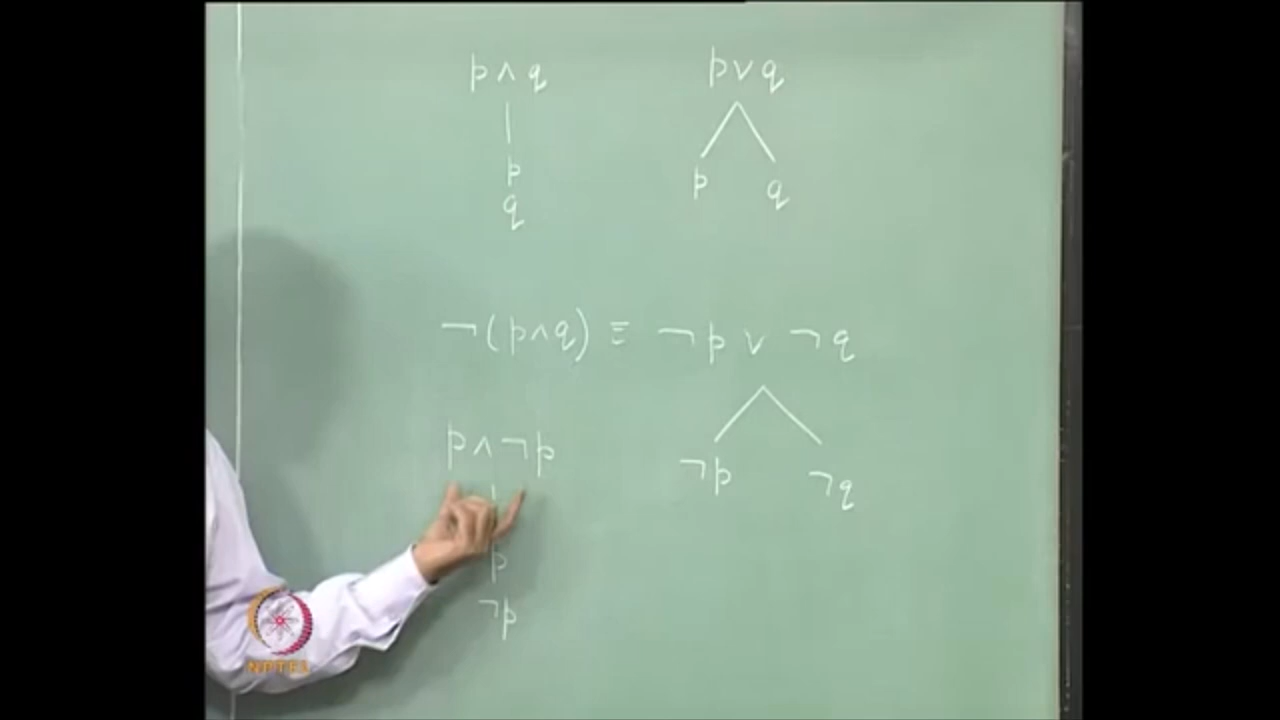 p ∧ q
p ∨ q
p
q
p
q
¬(p∧q) ≡ ¬p ∨ ¬q
¬p
¬q
p ∧ ¬p
p
¬p
NPTEL